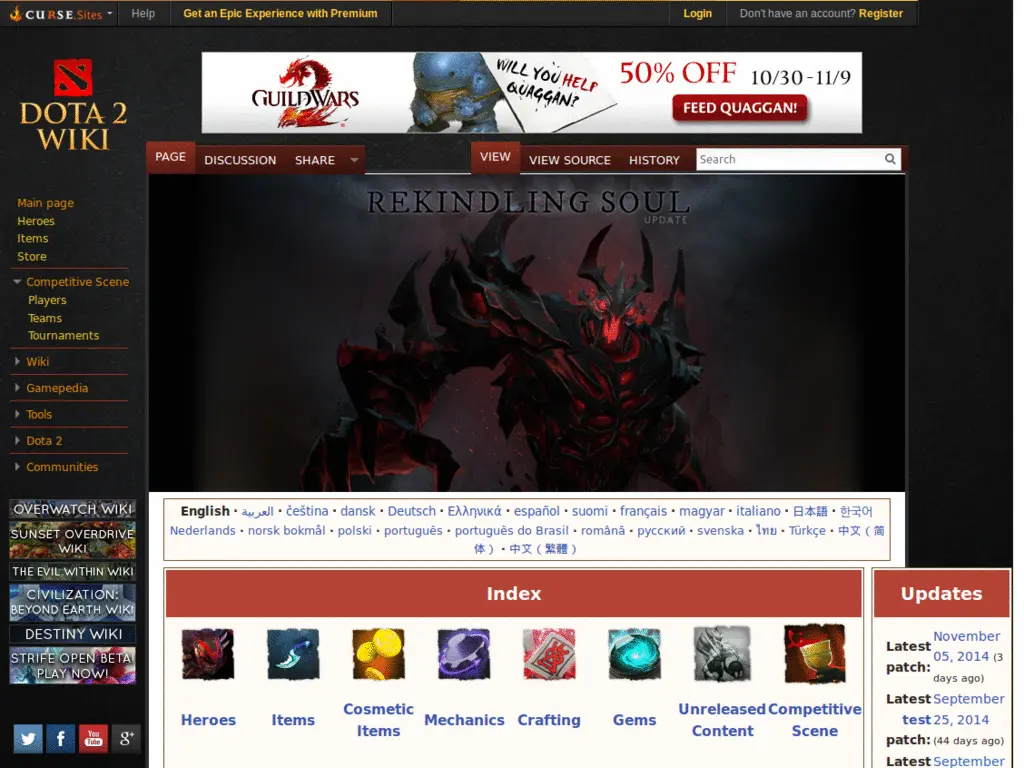 CURSE.Sites Help Get an Epic Experience with Premium Login Don't have an account? Register
DOTA 2
WIKI
GUILD WARS WILL YOU HELP QUAGGAN? 50% OFF 10/30 - 11/9
FEED QUAGGAN!
PAGE DISCUSSION SHARE VIEW VIEW SOURCE HISTORY Search
REKINDLING SOUL
UPDATE
Main page
Heroes
Items
Store
Competitive Scene
Players
Teams
Tournaments
Wiki
Gamepedia
Tools
Dota 2
Communities
OVERWATCH WIKI
SUNSET OVERDRIVE
WIKI
THE EVIL WITHIN WIKI
CIVILIZATION:
BEYOND EARTH WIKI
DESTINY WIKI
STRIFE OPEN BETA
PLAY NOW!
You Tube g+
English • العربية • čeština • dansk • Deutsch • Ελληνικά • español • suomi • français • magyar • italiano • 日本語 • 한국어
Nederlands • norsk bokmål • polski • português • português do Brasil • română • русский • svenska • ไทย • Türkçe • 中文（简
体） • 中文（繁體）
Index
Heroes
Items
Cosmetic
Items
Mechanics
Crafting
Gems
Unreleased
Content
Competitive
Scene
Updates
Latest patch: November 05, 2014 (3 days ago)
Latest test patch: September 25, 2014 (44 days ago)
Latest September